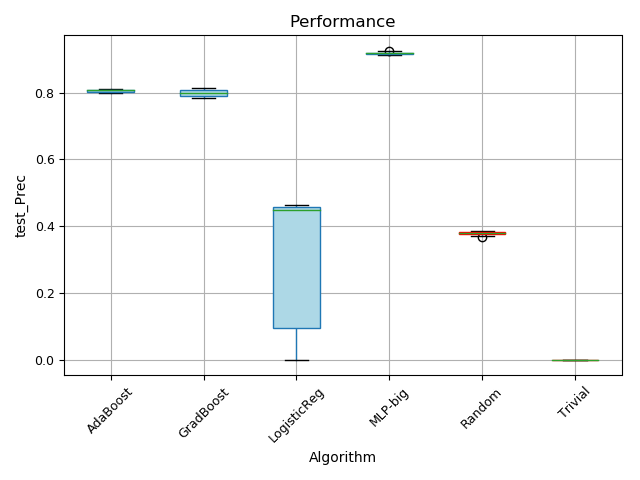 Performance
test_Prec
0.8
0.6
0.4
0.2
0.0
AdaBoost
GradBoost
LogisticReg
MLP-big
Random
Trivial
Algorithm